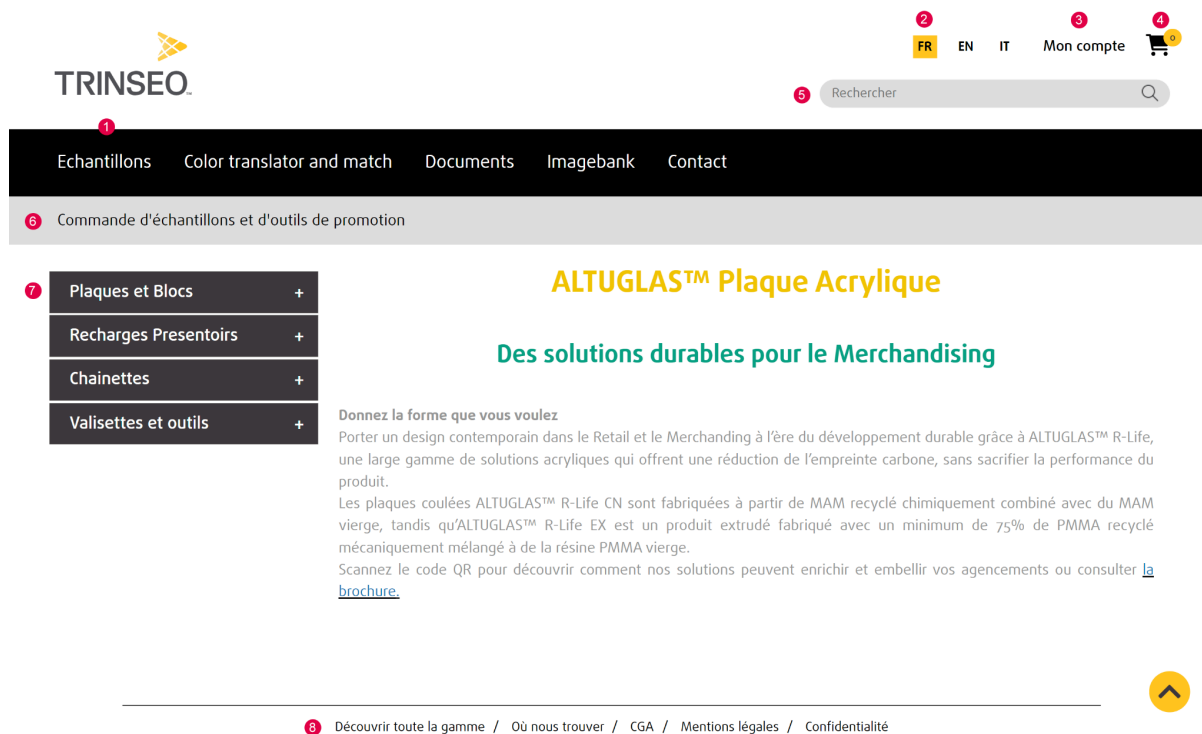 2 3 4
FR EN IT Mon compte 0
TRINSEO™
5 Rechercher
1
Echantillons Color translator and match Documents Imagebank Contact
6 Commande d'échantillons et d'outils de promotion
7 Plaques et Blocs +
Recharges Presentoirs +
Chainettes +
Valisettes et outils +
ALTUGLAS™ Plaque Acrylique
Des solutions durables pour le Merchandising
Donnez la forme que vous voulez
Porter un design contemporain dans le Retail et le Merchanding à l’ère du développement durable grâce à ALTUGLAS™ R-Life,
une large gamme de solutions acryliques qui offrent une réduction de l’empreinte carbone, sans sacrifier la performance du
produit.
Les plaques coulées ALTUGLAS™ R-Life CN sont fabriquées à partir de MAM recyclé chimiquement combiné avec du MAM
vierge, tandis qu’ALTUGLAS™ R-Life EX est un produit extrudé fabriqué avec un minimum de 75% de PMMA recyclé
mécaniquement mélangé à de la résine PMMA vierge.
Scannez le code QR pour découvrir comment nos solutions peuvent enrichir et embellir vos agencements ou consulter la
brochure.
8 Découvrir toute la gamme / Où nous trouver / CGA / Mentions légales / Confidentialité